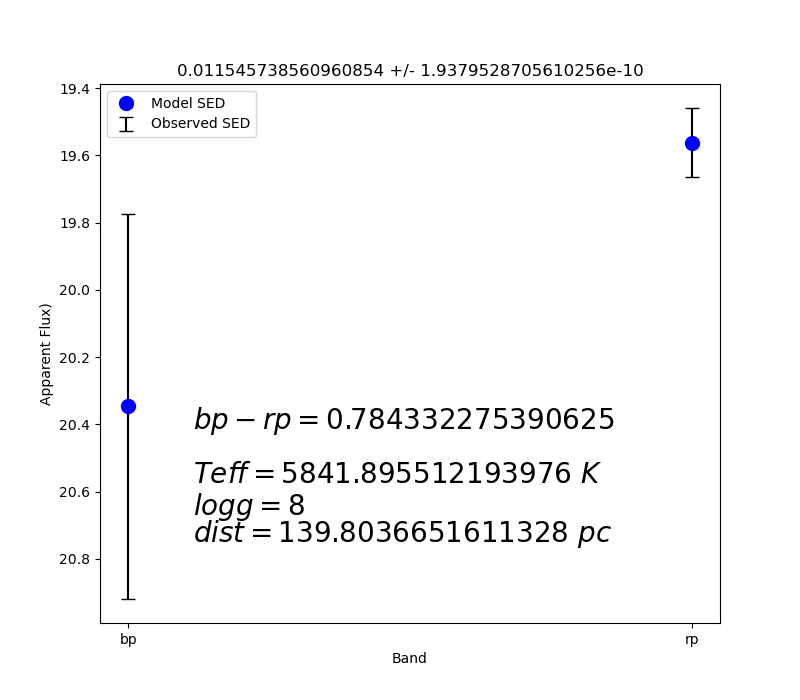 0.011545738560960854 +/- 1.9379528705610256e-10
Model SED
Observed SED
19.4
19.6
19.8
20.0
20.2
20.4
20.6
20.8
Apparent Flux)
bp − rp = 0.784332275390625
Teff = 5841.895512193976 K
logg = 8
dist = 139.8036651611328 pc
bp
rp
Band